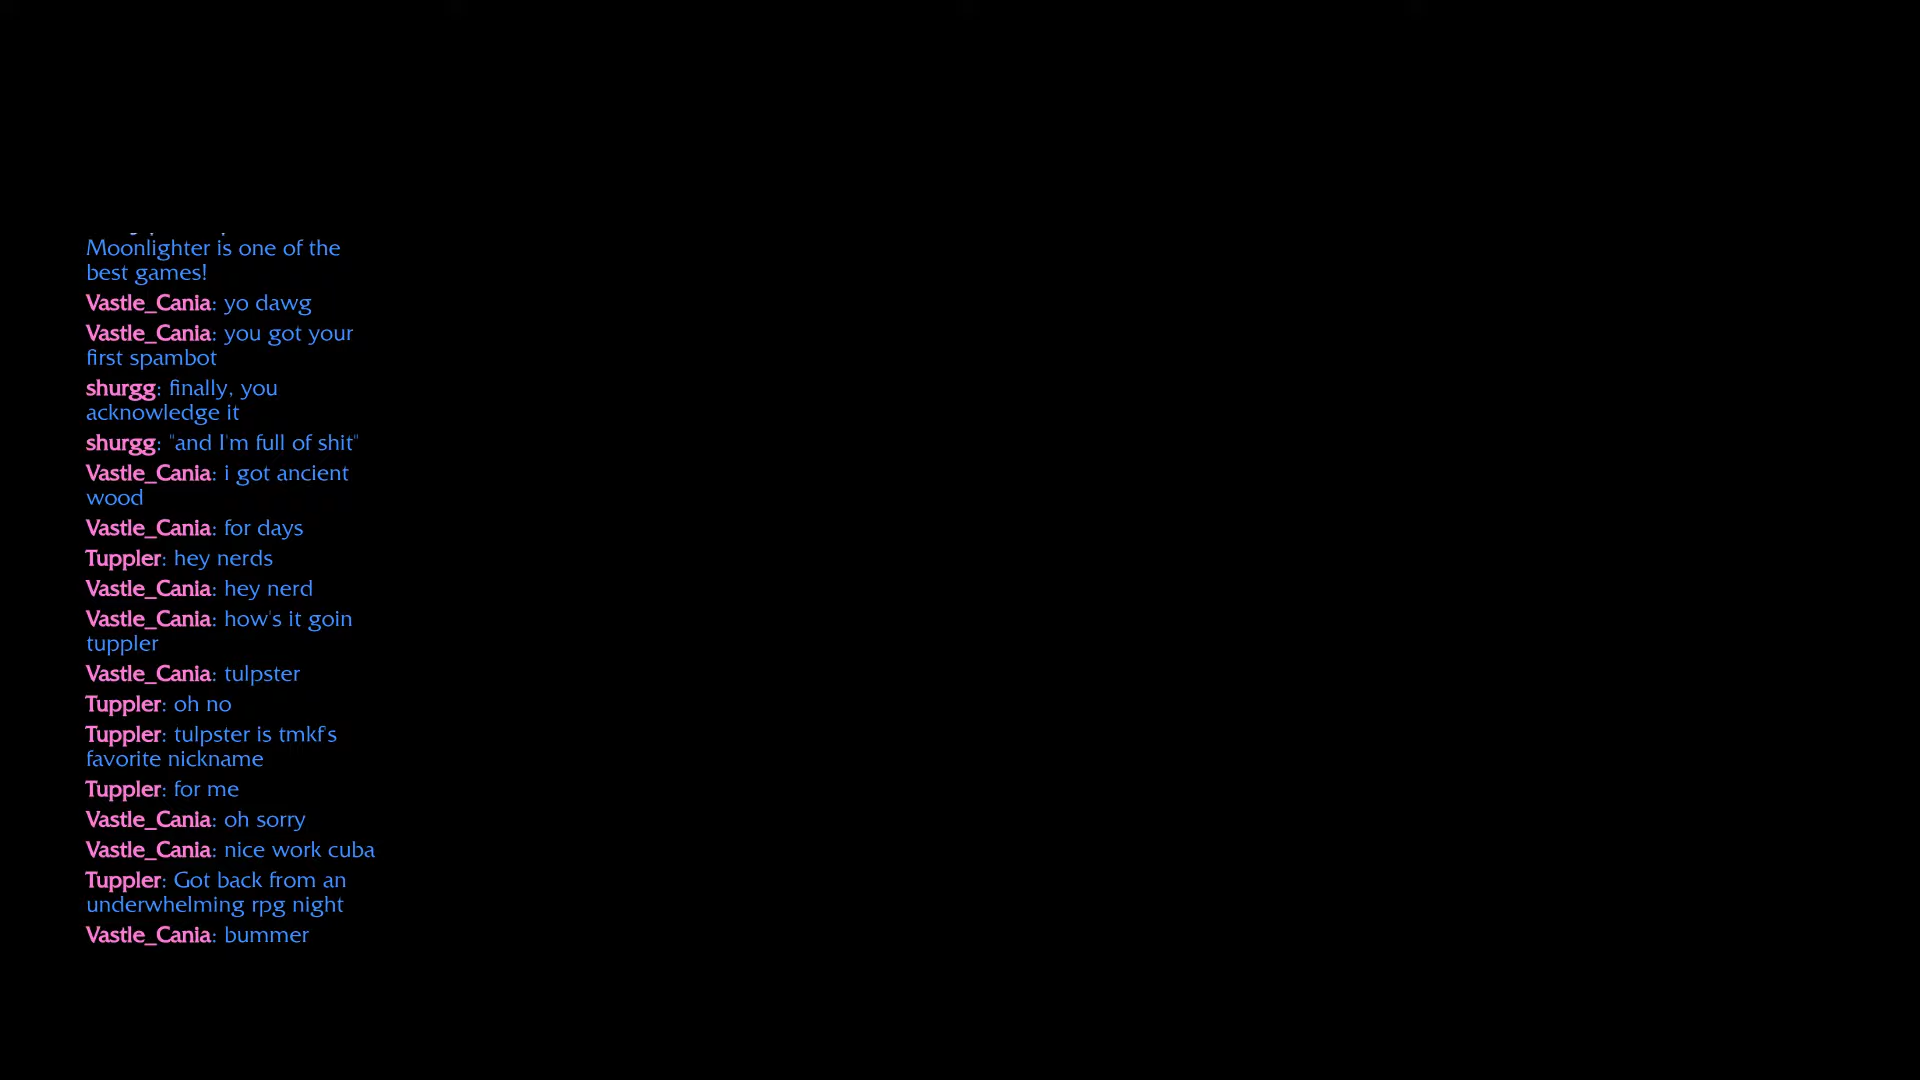 Moonlighter is one of the
best games!
Vastle_Cania: yo dawg
Vastle_Cania: you got your
first spambot
shurgg: finally, you
acknowledge it
shurgg: "and I'm full of shit"
Vastle_Cania: i got ancient
wood
Vastle_Cania: for days
Tuppler: hey nerds
Vastle_Cania: hey nerd
Vastle_Cania: how's it goin
tuppler
Vastle_Cania: tulpster
Tuppler: oh no
Tuppler: tulpster is tmkf's
favorite nickname
Tuppler: for me
Vastle_Cania: oh sorry
Vastle_Cania: nice work cuba
Tuppler: Got back from an
underwhelming rpg night
Vastle_Cania: bummer